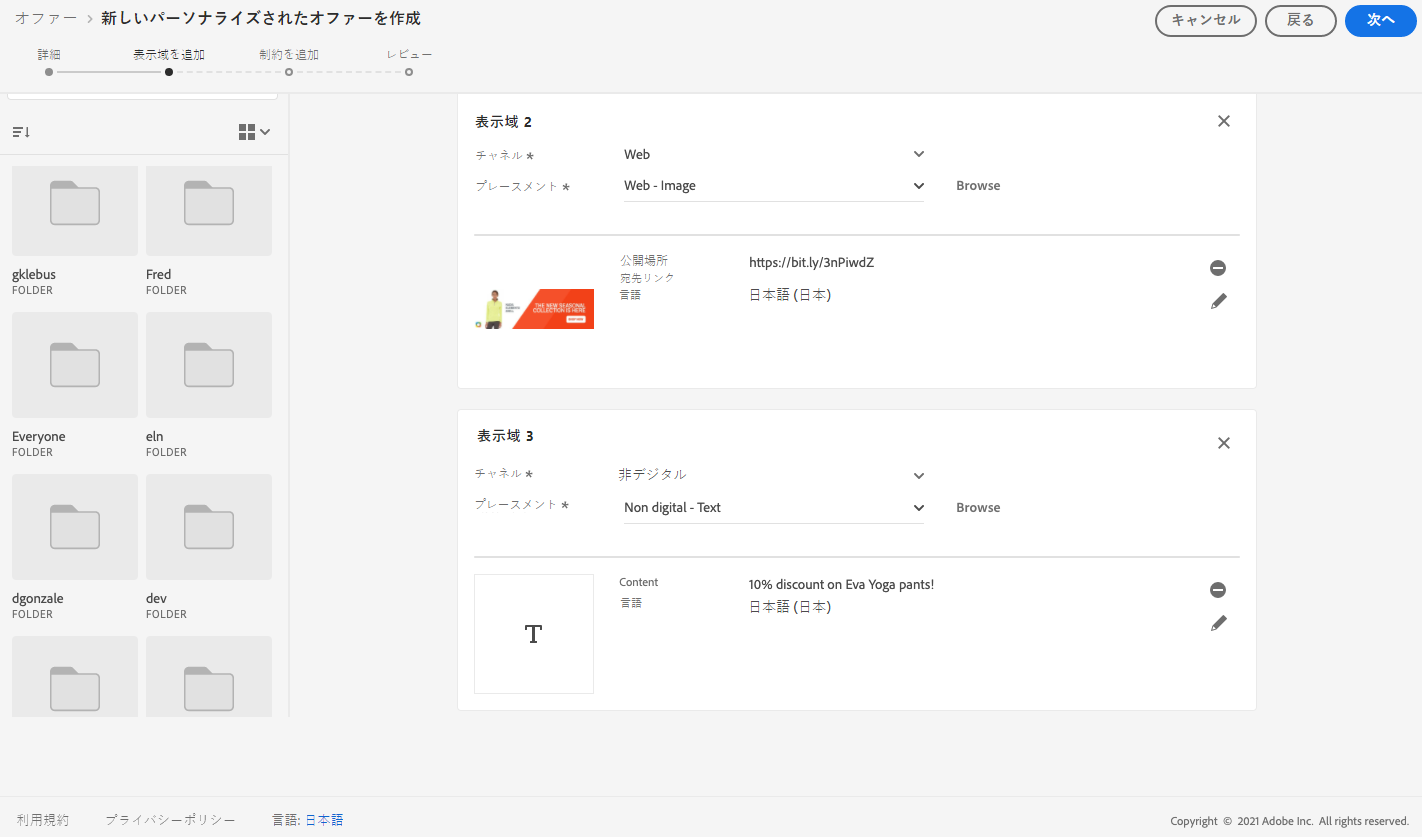 オファー > 新しいパーソナライズされたオファーを作成
キャンセル
戻る
次へ
詳細
表示域を追加
制約を追加
レビュー
gklebus
FOLDER
Fred
FOLDER
Everyone
FOLDER
eln
FOLDER
dgonzale
FOLDER
dev
FOLDER
表示域 2
チャネル *
Web
プレースメント *
Web - Image
Browse
THE NEW SEASONAL
COLLECTION IS HERE
公開場所
https://bit.ly/3nPiwdZ
宛先リンク
言語
日本語 (日本)
表示域 3
チャネル *
非デジタル
プレースメント *
Non digital - Text
Browse
T
Content
10% discount on Eva Yoga pants!
言語
日本語 (日本)
利用規約
プライバシーポリシー
言語: 日本語
Copyright © 2021 Adobe Inc. All rights reserved.